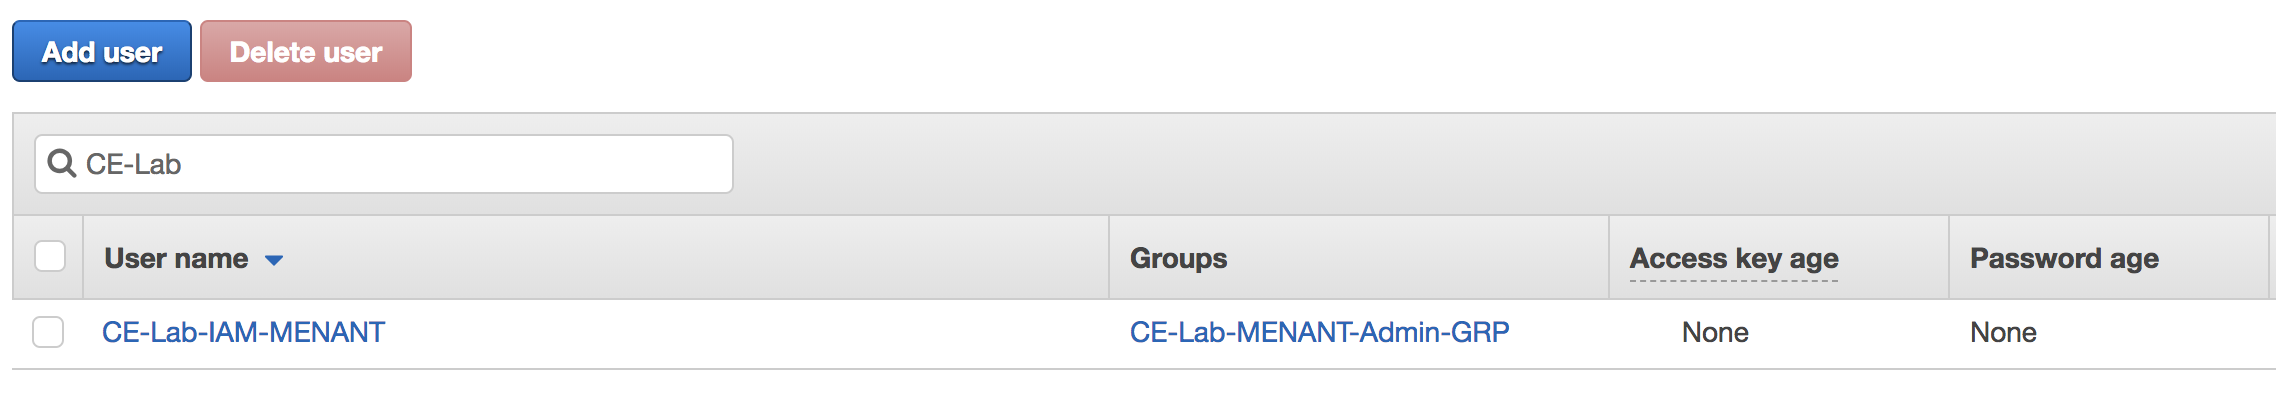 Add user Delete user
CE-Lab
User name Groups Access key age Password age
CE-Lab-IAM-MENANT CE-Lab-MENANT-Admin-GRP None None